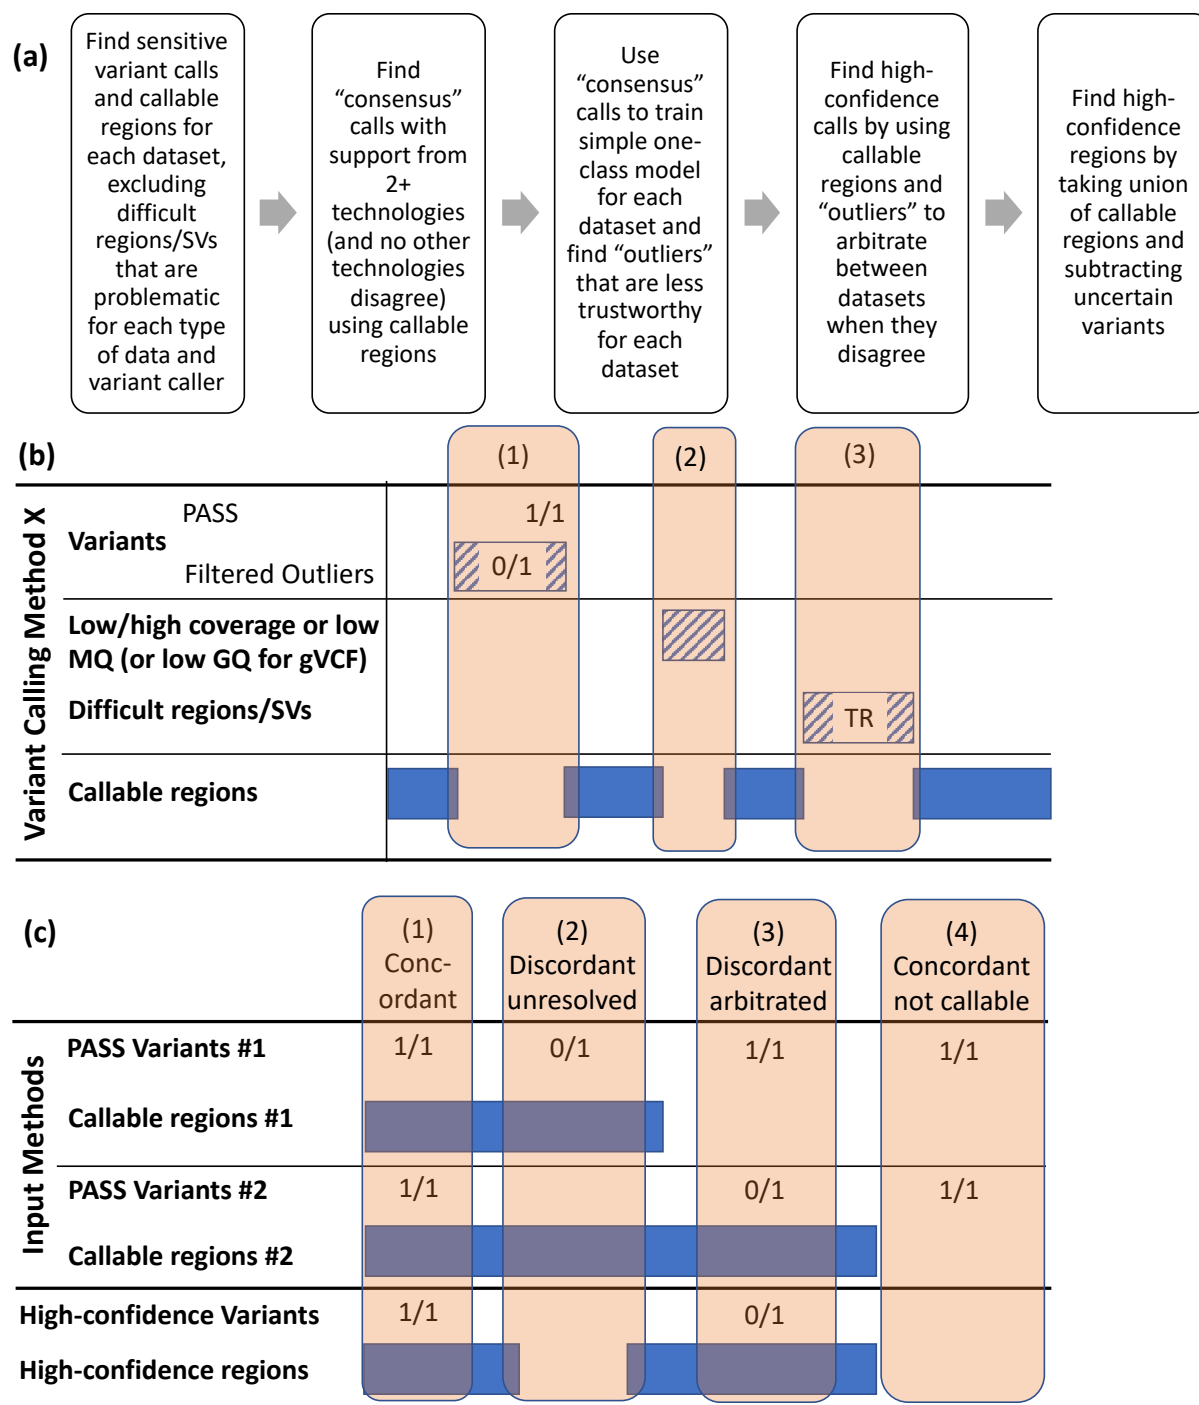 (a)
Find sensitive
variant calls
and callable
regions for
each dataset,
excluding
difficult
regions/SVs
that are
problematic
for each type
of data and
variant caller
Find
“consensus”
calls with
support from
2+
technologies
(and no other
technologies
disagree)
using callable
regions
Use
“consensus”
calls to train
simple one-
class model
for each
dataset and
find “outliers”
that are less
trustworthy
for each
dataset
Find high-
confidence
calls by using
callable
regions and
“outliers” to
arbitrate
between
datasets
when they
disagree
Find high-
confidence
regions by
taking union
of callable
regions and
subtracting
uncertain
variants
(b)
(1) (2) (3)
Variant Calling Method X
Variants
PASS 1/1
Filtered Outliers 0/1
Low/high coverage or low
MQ (or low GQ for gVCF)
Difficult regions/SVs TR
Callable regions
(c)
(1)
Conc-
ordant
(2)
Discordant
unresolved
(3)
Discordant
arbitrated
(4)
Concordant
not callable
Input Methods
PASS Variants #1 1/1 0/1 1/1 1/1
Callable regions #1
PASS Variants #2 1/1 0/1 1/1
Callable regions #2
High-confidence Variants 1/1 0/1
High-confidence regions